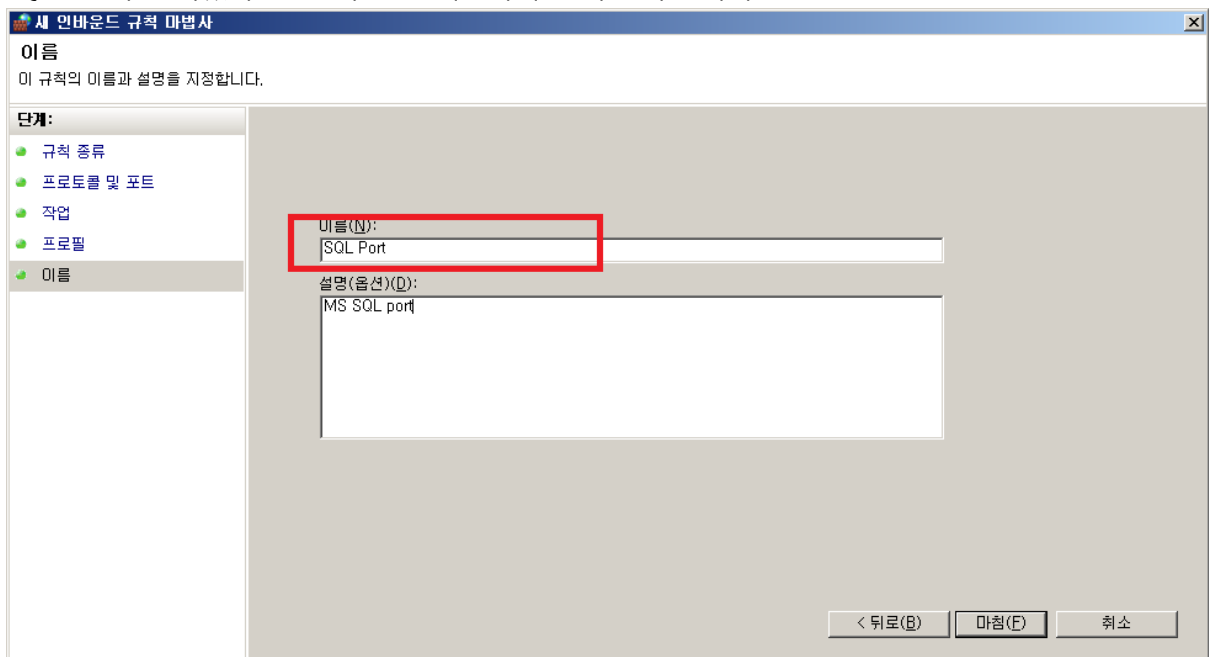 새 인바운드 규칙 마법사
이름
이 규칙의 이름과 설명을 지정합니다.
단계:
규칙 종류
프로토콜 및 포트
작업
프로필
이름
이름(N):
SQL Port
설명(옵션)(D):
MS SQL port
< 뒤로(B)
마침(F)
취소